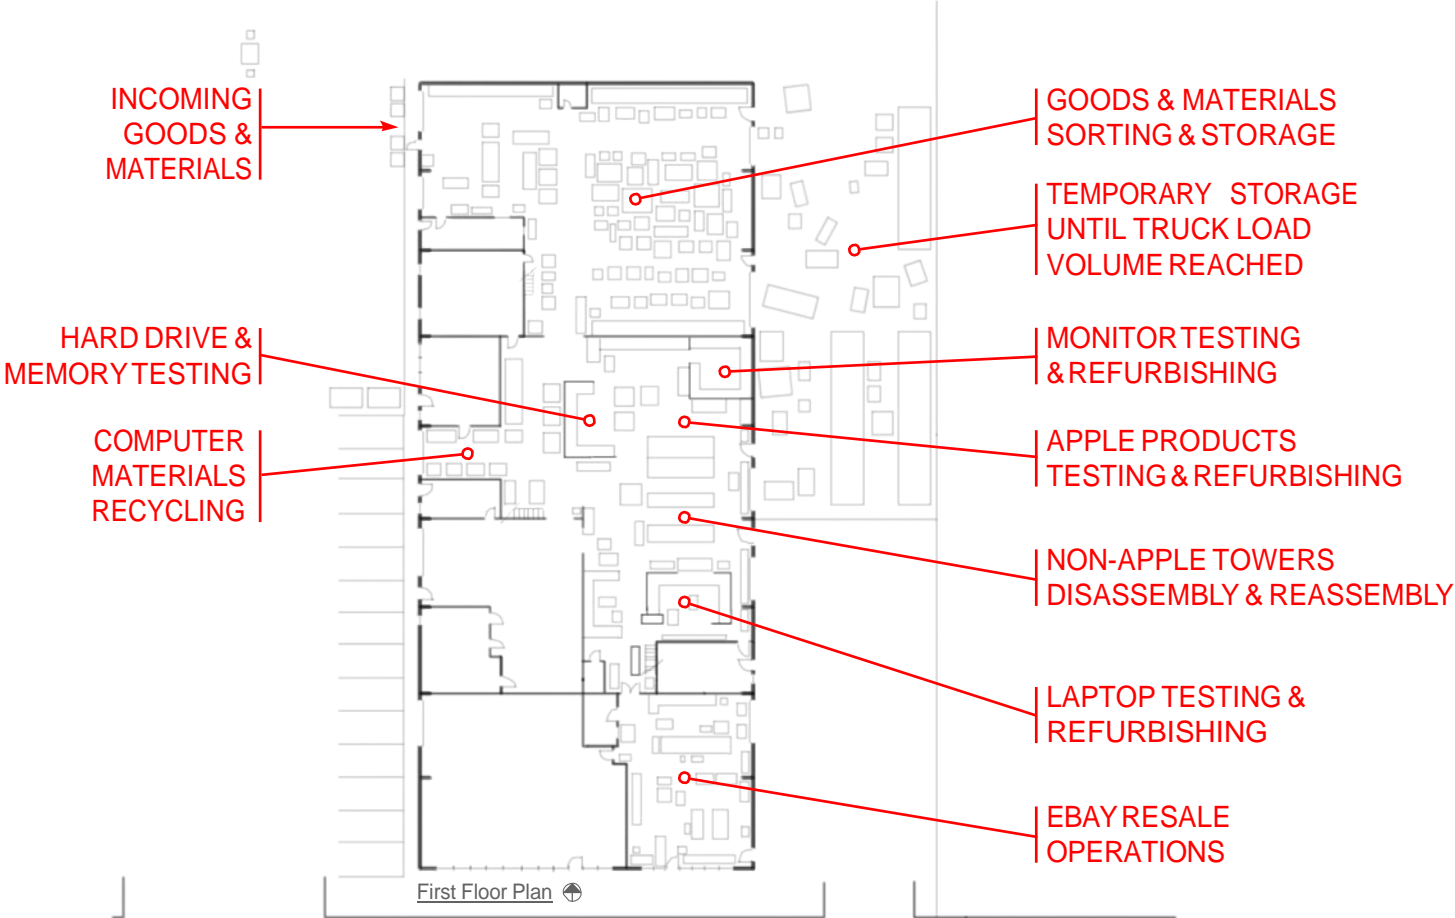 INCOMING
GOODS &
MATERIALS
HARD DRIVE &
MEMORY TESTING
COMPUTER
MATERIALS
RECYCLING
GOODS & MATERIALS
SORTING & STORAGE
TEMPORARY STORAGE
UNTIL TRUCK LOAD
VOLUME REACHED
MONITOR TESTING
& REFURBISHING
APPLE PRODUCTS
TESTING & REFURBISHING
NON-APPLE TOWERS
DISASSEMBLY & REASSEMBLY
LAPTOP TESTING &
REFURBISHING
EBAY RESALE
OPERATIONS
First Floor Plan